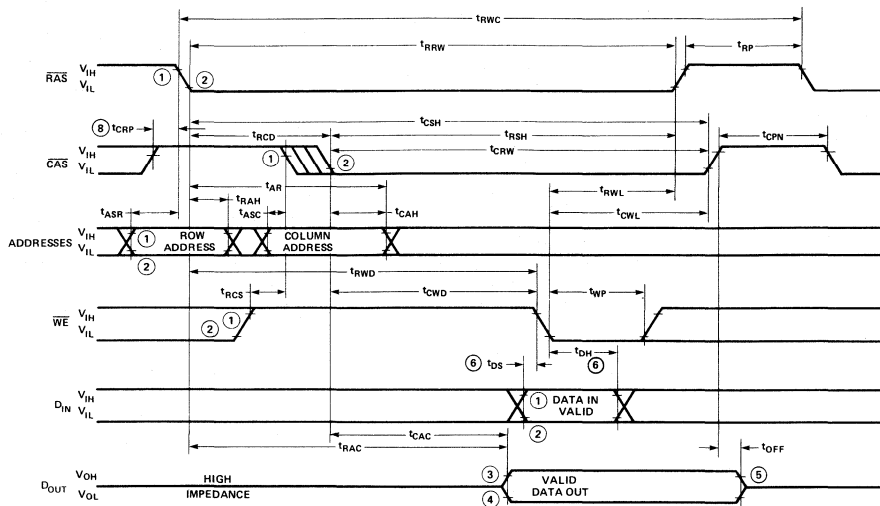 tRWC
tRRW
tRP
RAS VIH VIL ① ②
tCSH
⑧ tCRP
tRCD
tRSH
tCPN
tCRW
CAS VIH VIL ① ②
tAR
tRWL
tRAH
tASR
tASC
tCAH
tCWL
ADDRESSES VIH VIL ① ② ROW ADDRESS COLUMN ADDRESS
tRWD
tRCS
tCWD
tWP
WE VIH VIL ② ①
⑥ tDS
tDH ⑥
DIN VIH VIL ① ② DATA IN VALID
tCAC
tRAC
tOFF
DOUT VOH VOL HIGH IMPEDANCE ③ ④ VALID DATA OUT ⑤